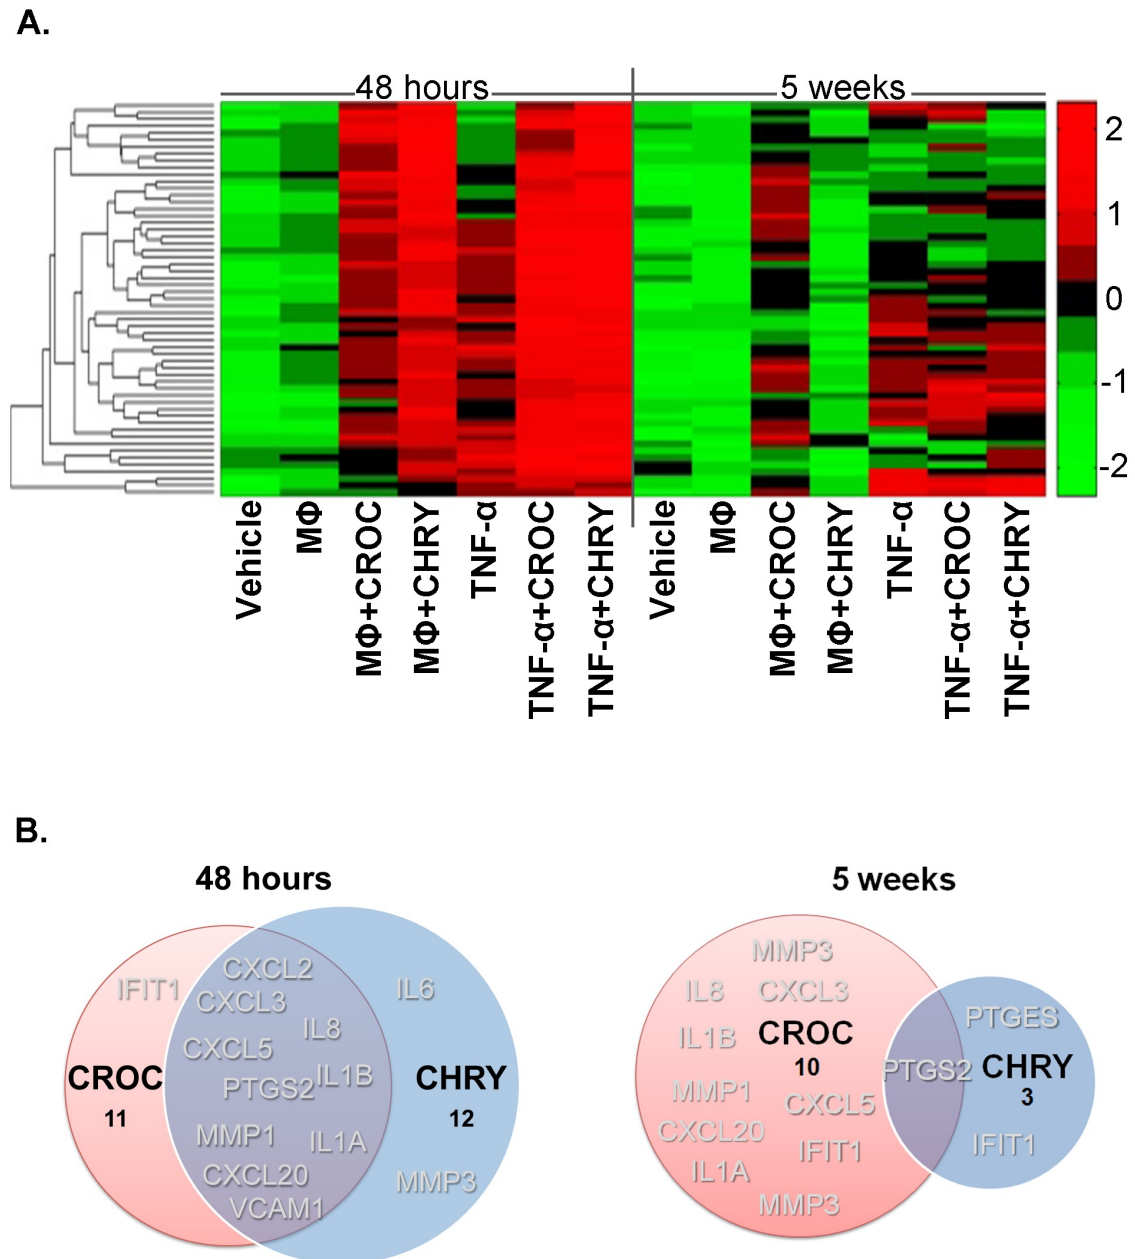 A.
48 hours
5 weeks
2
1
0
-1
-2
Vehicle
MΦ
MΦ+CROC
MΦ+CHRY
TNF-α
TNF-α+CROC
TNF-α+CHRY
Vehicle
MΦ
MΦ+CROC
MΦ+CHRY
TNF-α
TNF-α+CROC
TNF-α+CHRY
B.
48 hours
IFIT1
CROC
11
CXCL2
CXCL3
IL8
CXCL5
PTGS2
IL1B
MMP1
IL1A
CXCL20
VCAM1
IL6
CHRY
12
MMP3
5 weeks
MMP3
IL8
CXCL3
IL1B
CROC
10
MMP1
CXCL5
CXCL20
IFIT1
IL1A
MMP3
PTGS2
PTGES
CHRY
3
IFIT1